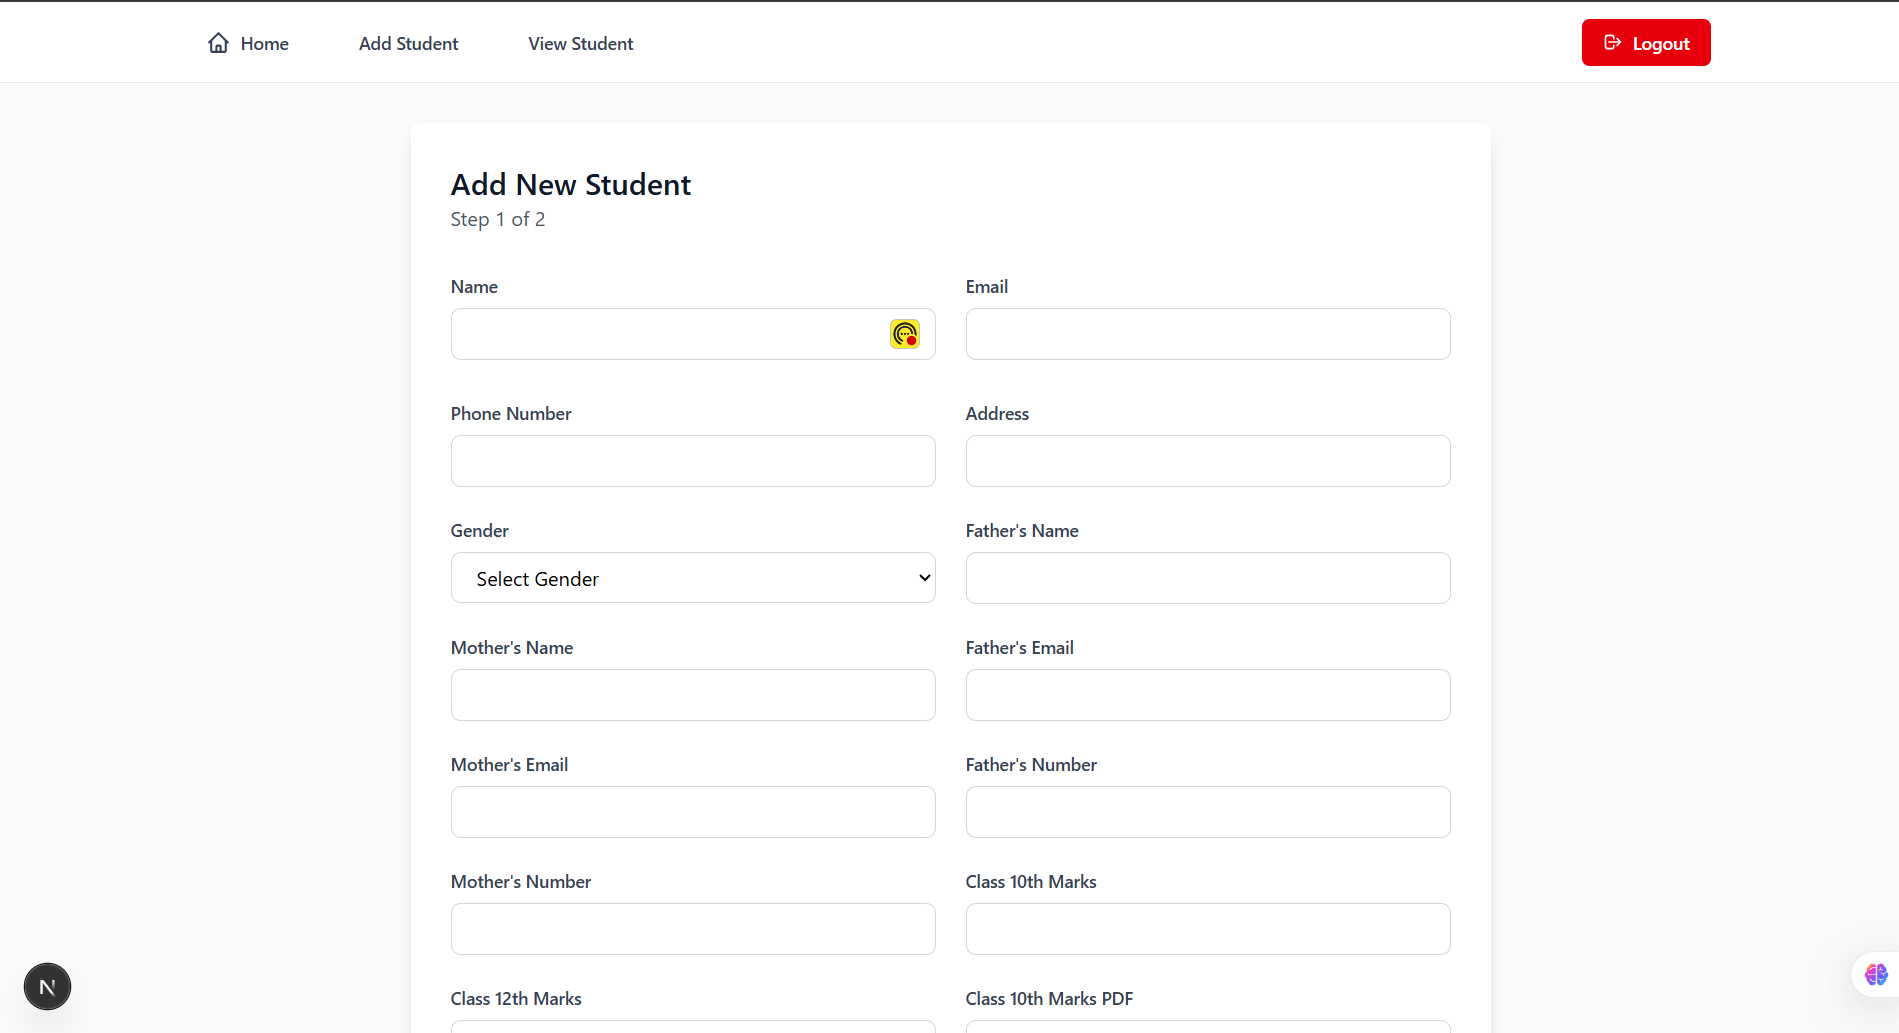 Home
Add Student
View Student
Logout
Add New Student
Step 1 of 2
Name
Email
Phone Number
Address
Gender
Father's Name
Select Gender
Mother's Name
Father's Email
Mother's Email
Father's Number
Mother's Number
Class 10th Marks
Class 12th Marks
Class 10th Marks PDF
N